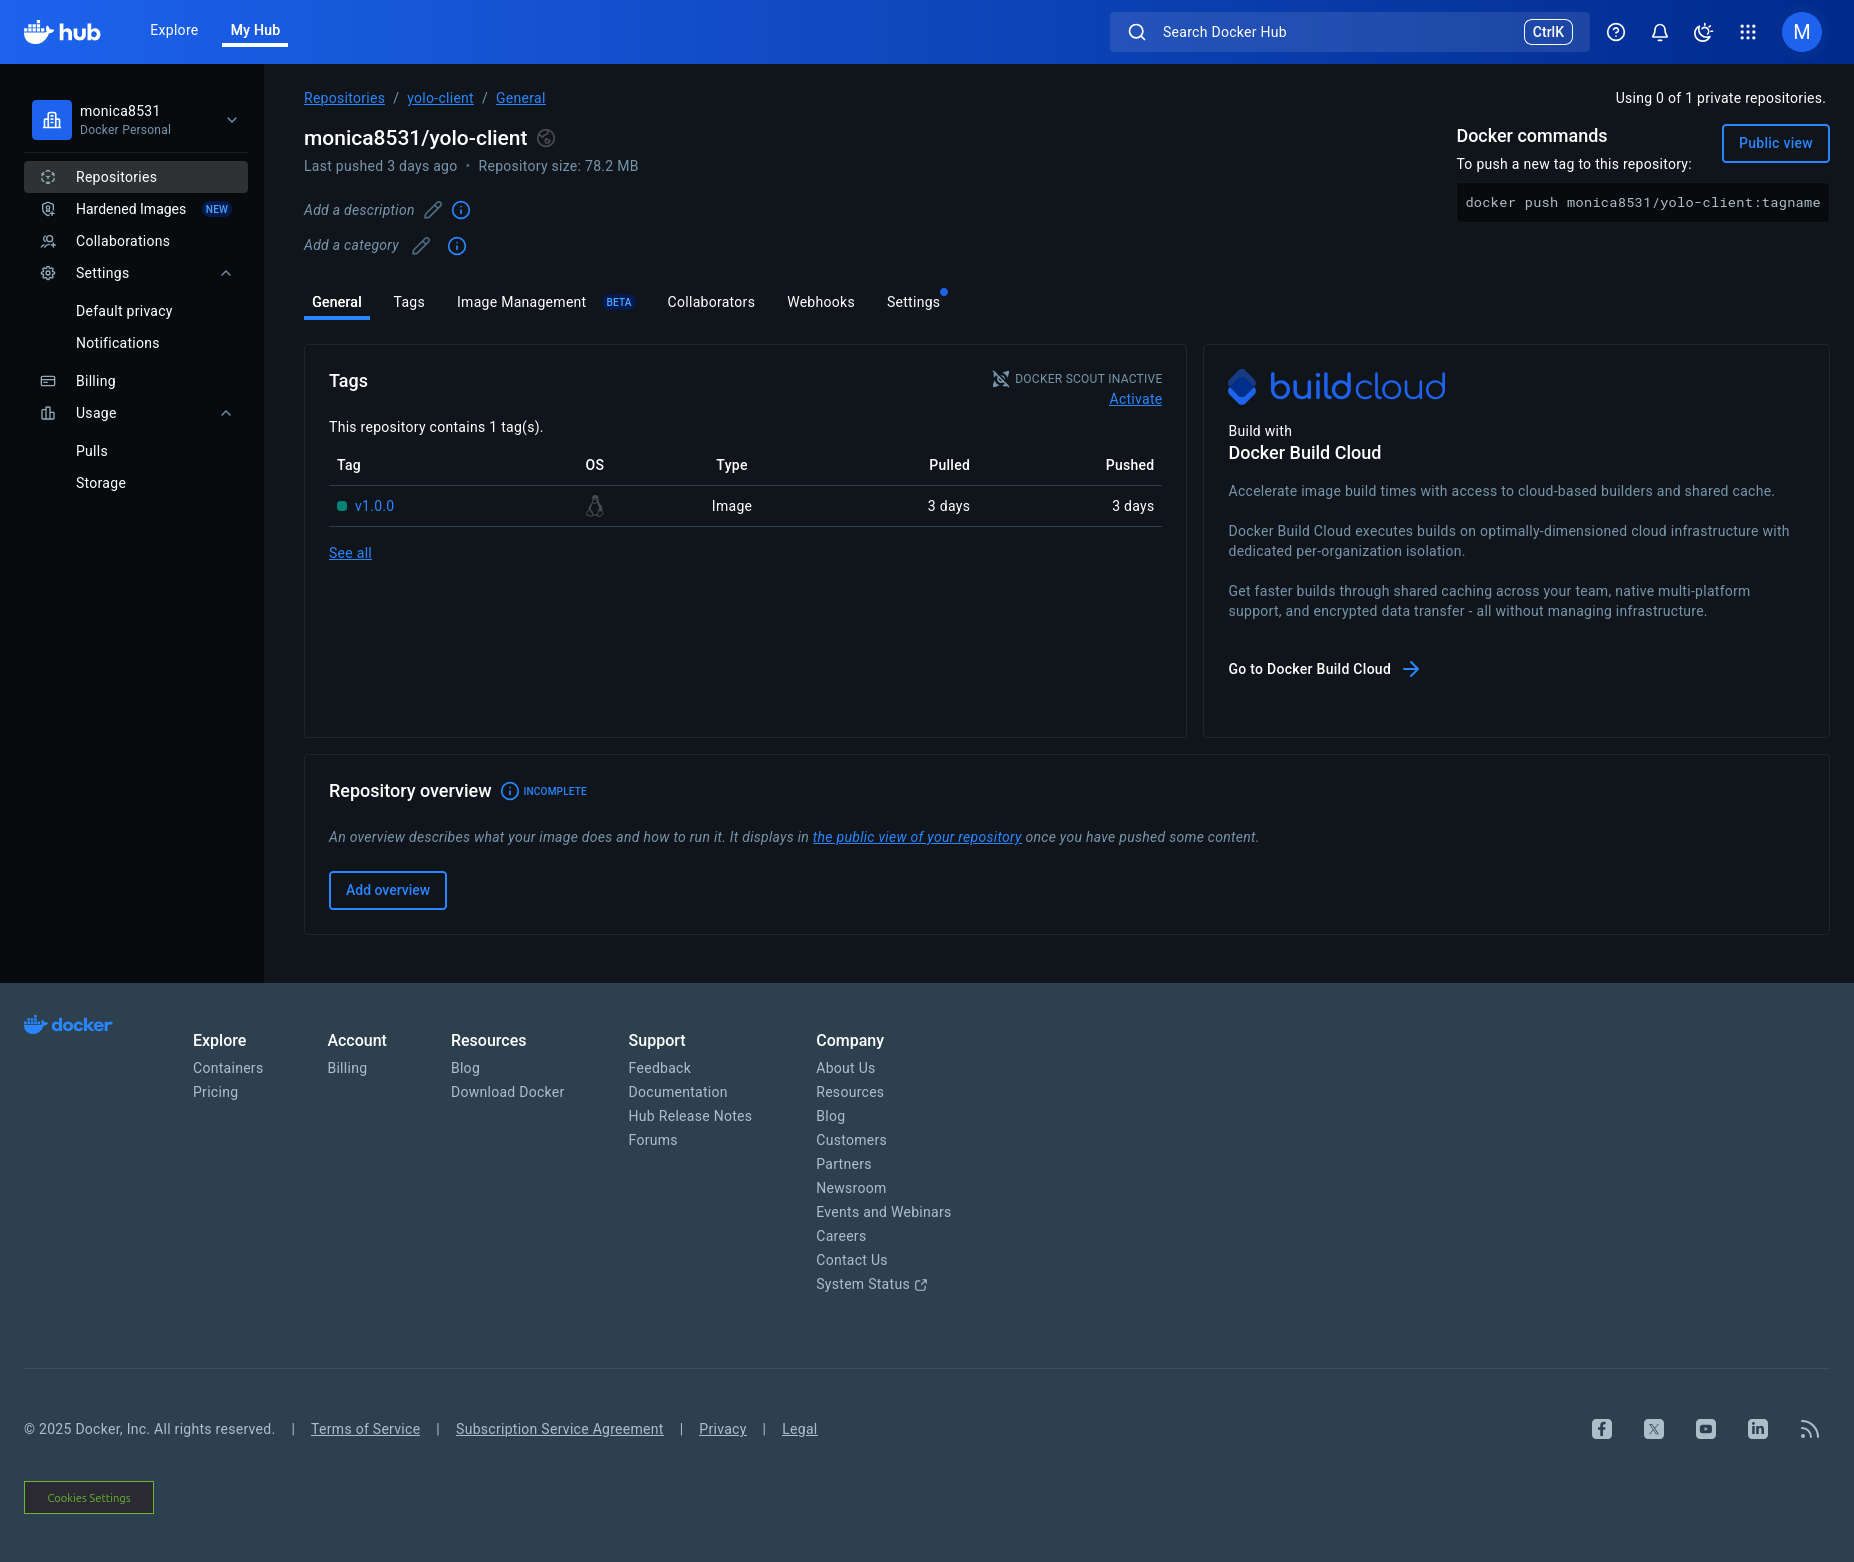 hub
Explore
My Hub
Search Docker Hub
CtrlK
M
monica8531
Docker Personal
Repositories
Hardened Images NEW
Collaborations
Settings
Default privacy
Notifications
Billing
Usage
Pulls
Storage
Repositories / yolo-client / General
Using 0 of 1 private repositories.
monica8531/yolo-client
Last pushed 3 days ago • Repository size: 78.2 MB
Add a description
Add a category
Docker commands
Public view
To push a new tag to this repository:
docker push monica8531/yolo-client:tagname
General Tags Image Management BETA Collaborators Webhooks Settings
Tags
DOCKER SCOUT INACTIVE
Activate
This repository contains 1 tag(s).
Tag OS Type Pulled Pushed
v1.0.0 Image 3 days 3 days
See all
buildcloud
Build with
Docker Build Cloud
Accelerate image build times with access to cloud-based builders and shared cache.
Docker Build Cloud executes builds on optimally-dimensioned cloud infrastructure with
dedicated per-organization isolation.
Get faster builds through shared caching across your team, native multi-platform
support, and encrypted data transfer - all without managing infrastructure.
Go to Docker Build Cloud
Repository overview INCOMPLETE
An overview describes what your image does and how to run it. It displays in the public view of your repository once you have pushed some content.
Add overview
docker
Explore
Containers
Pricing
Account
Billing
Resources
Blog
Download Docker
Support
Feedback
Documentation
Hub Release Notes
Forums
Company
About Us
Resources
Blog
Customers
Partners
Newsroom
Events and Webinars
Careers
Contact Us
System Status
© 2025 Docker, Inc. All rights reserved. | Terms of Service | Subscription Service Agreement | Privacy | Legal
Cookies Settings